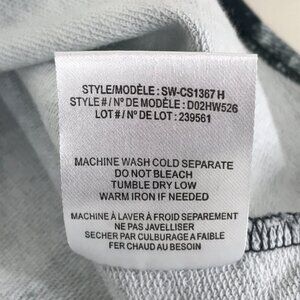 STYLE/MODÈLE : SW-CS1367 H
STYLE # / Nº DE MODÈLE : D02HW526
LOT # / Nº DE LOT : 239561
MACHINE WASH COLD SEPARATE
DO NOT BLEACH
TUMBLE DRY LOW
WARM IRON IF NEEDED
MACHINE À LAVER À FROID SEPAREMENT
NE PAS JAVELLISER
SECHER PAR CULBURAGE A FAIBLE
FER CHAUD AU BESOIN